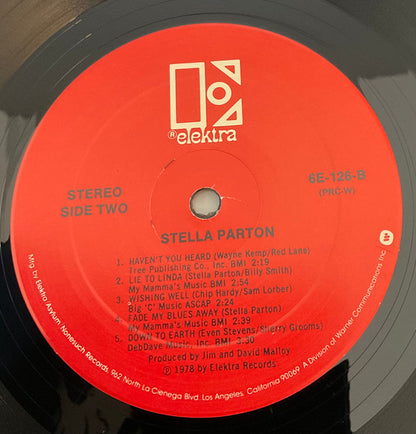 ® elektra
STEREO
SIDE TWO
6E-126-B
(PRC-W)
STELLA PARTON
1. HAVEN'T YOU HEARD (Wayne Kemp/Red Lane)
Tree Publishing Co., Inc. BMI 2:19
2. LIE TO LINDA (Stella Parton/Billy Smith)
My Mamma's Music BMI 2:54
3. WISHING WELL (Chip Hardy/Sam Lorber)
Big "C" Music ASCAP 2:24
4. FADE MY BLUES AWAY (Stella Parton)
My Mamma's Music BMI 2:39
5. DOWN TO EARTH (Even Stevens/Sherry Grooms)
DebDave Music, Inc. BMI 3:30
Produced by Jim and David Malloy
℗ 1978 by Elektra Records
Mfg. by Elektra/Asylum/Nonesuch Records, 962 North La Cienega Blvd. Los Angeles, California 90069 A Division of Warner Communications Inc.